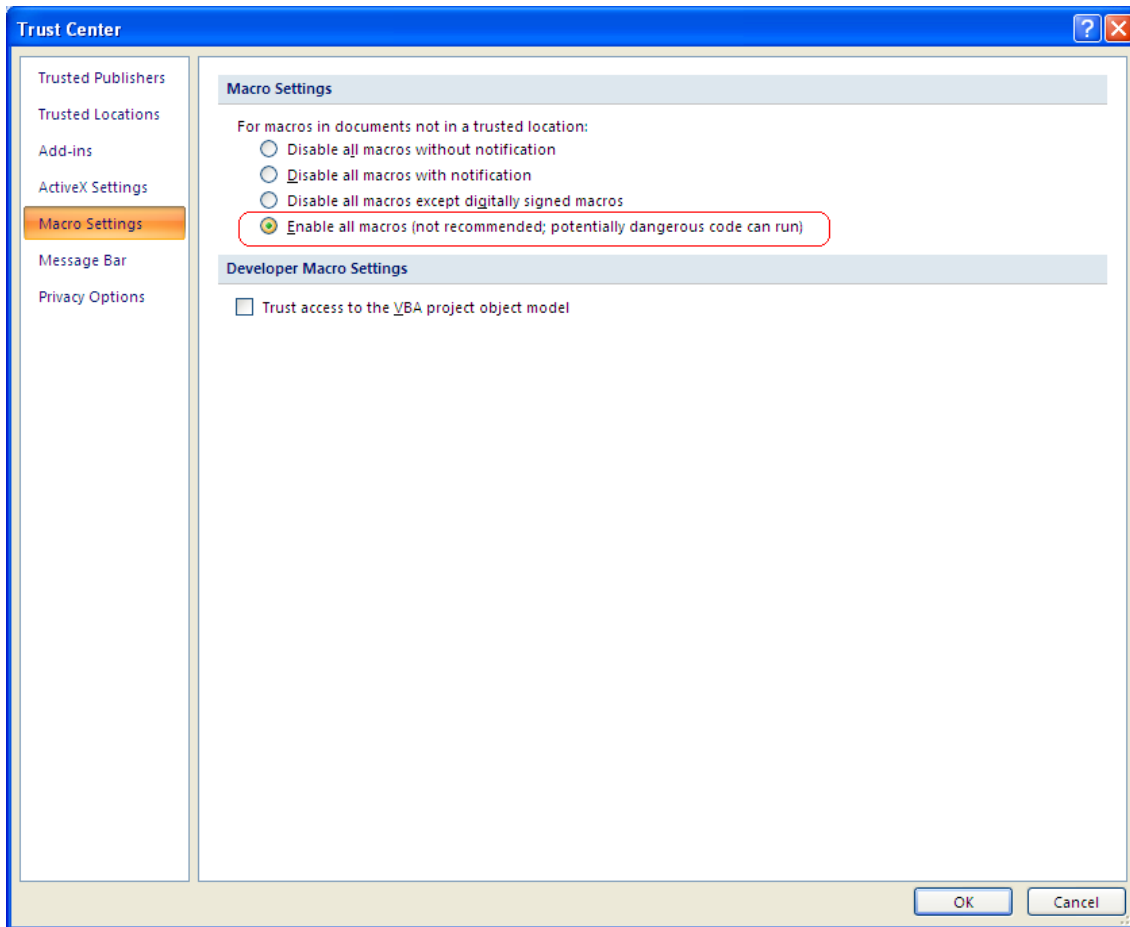 Trust Center
Trusted Publishers
Trusted Locations
Add-ins
ActiveX Settings
Macro Settings
Message Bar
Privacy Options
Macro Settings
For macros in documents not in a trusted location:
Disable all macros without notification
Disable all macros with notification
Disable all macros except digitally signed macros
Enable all macros (not recommended; potentially dangerous code can run)
Developer Macro Settings
Trust access to the VBA project object model
OK
Cancel